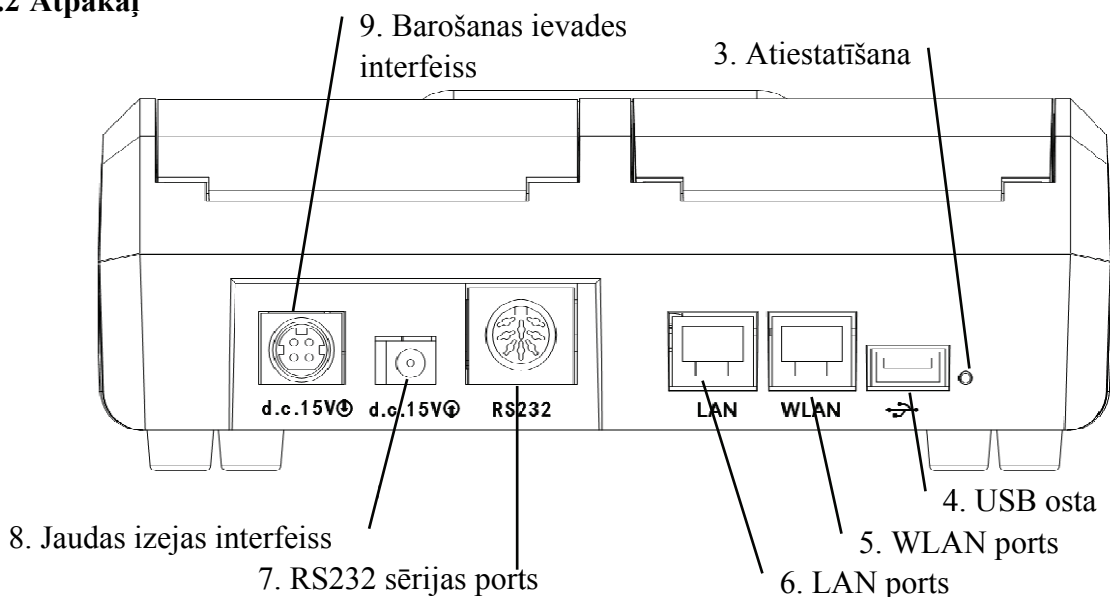 .2 Atpakaļ
9. Barošanas ievades
interfeiss
3. Atiestatīšana
d.c.15V
d.c.15V
RS232
LAN
WLAN
4. USB osta
8. Jaudas izejas interfeiss
5. WLAN ports
7. RS232 sērijas ports
6. LAN ports